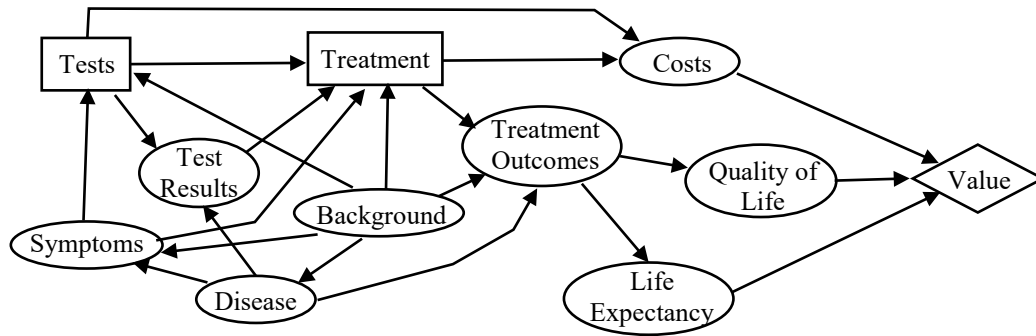 Tests
Treatment
Costs
Treatment
Outcomes
Test
Results
Quality of
Life
Value
Background
Symptoms
Disease
Life
Expectancy